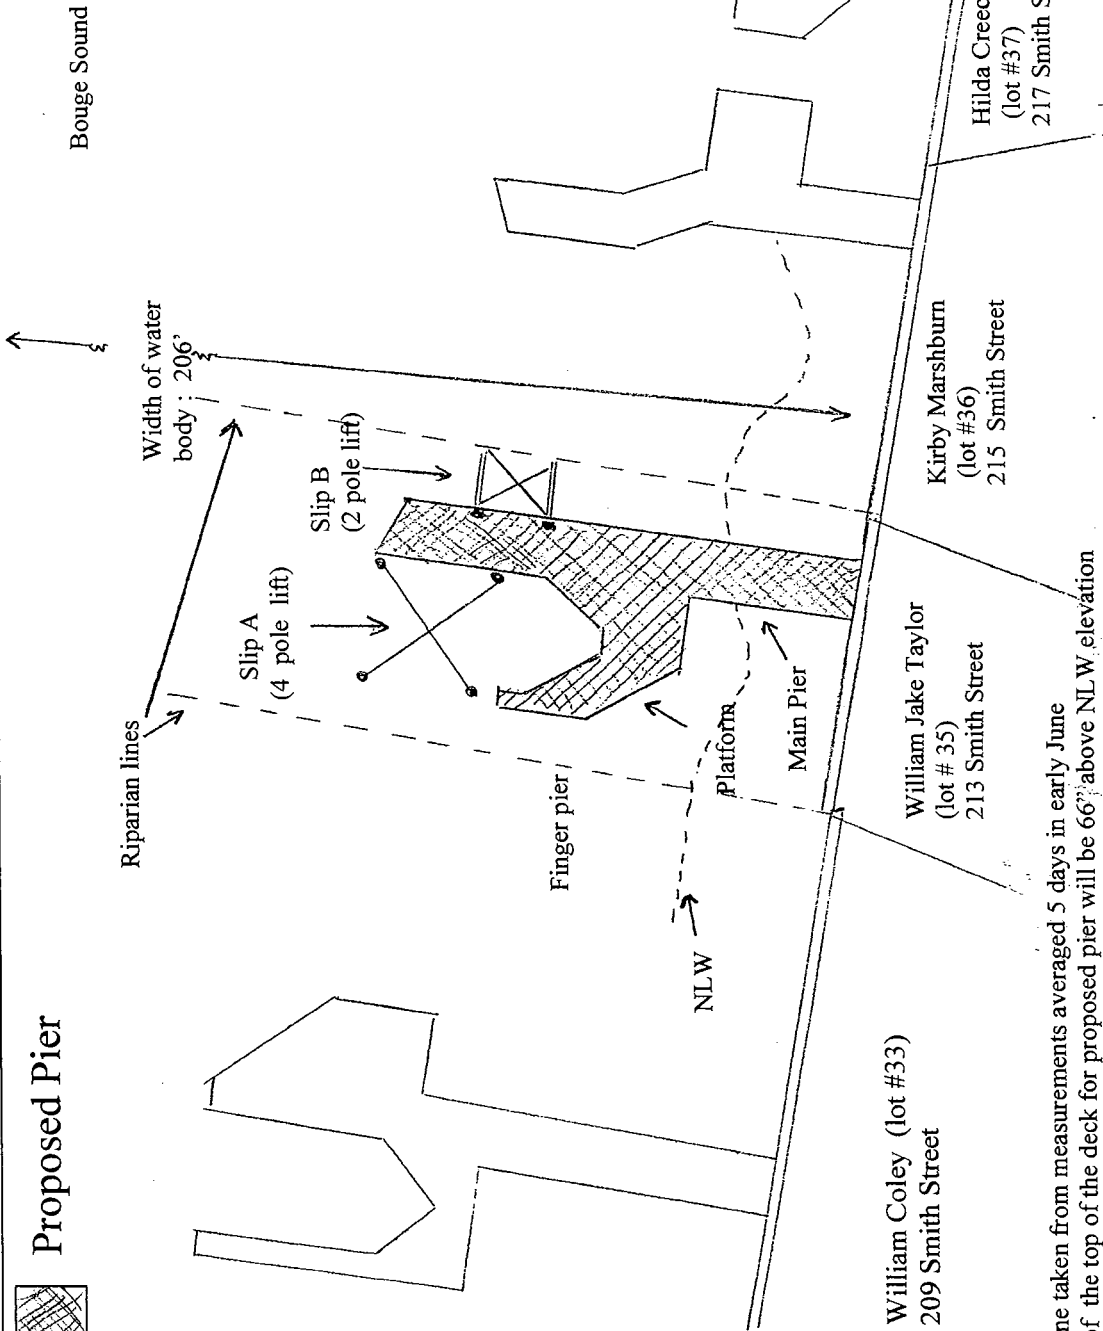 Proposed Pier
Bouge Sound
Width of water
body : 206'
Riparian lines
Slip A
(4 pole lift)
Slip B
(2 pole lift)
Finger pier
Platform
Main Pier
NLW
William Coley (lot #33)
209 Smith Street
William Jake Taylor
(lot # 35)
213 Smith Street
Kirby Marshburn
(lot #36)
215 Smith Street
Hilda Creec
(lot #37)
217 Smith S
ne taken from measurements averaged 5 days in early June
of the top of the deck for proposed pier will be 66" above NLW elevation